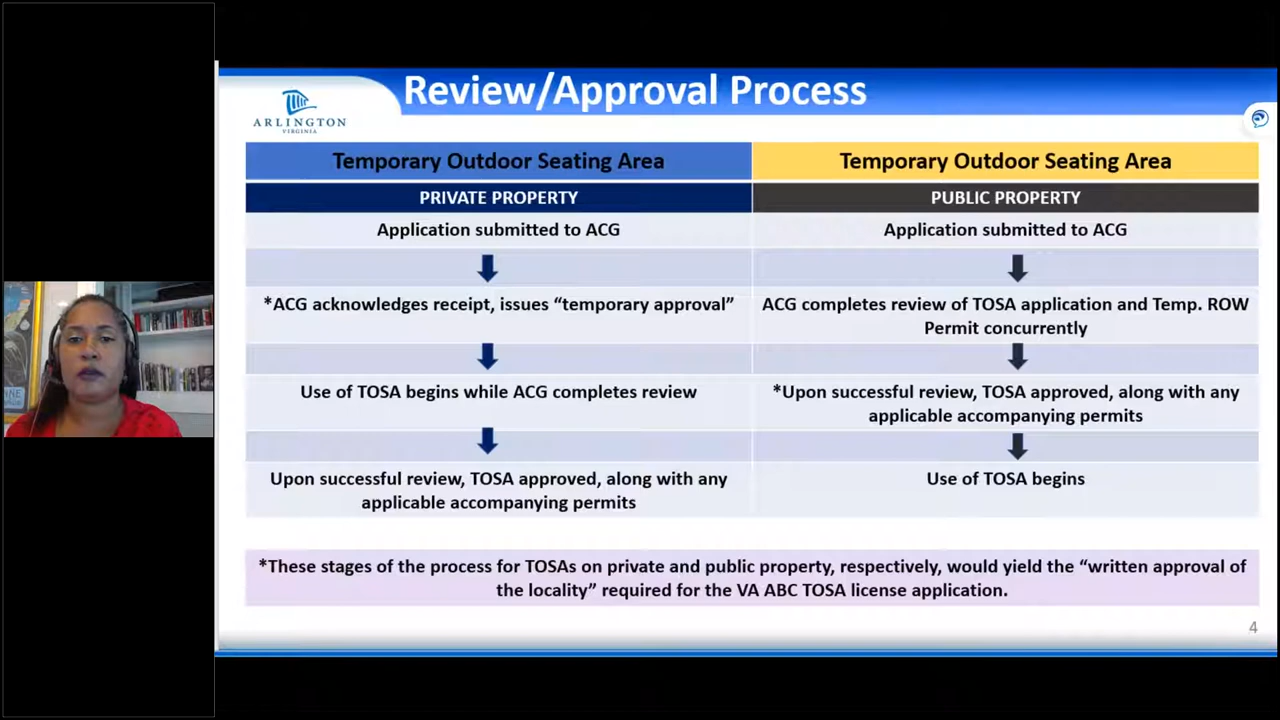 Review/Approval Process
ARLINGTON
VIRGINIA
Temporary Outdoor Seating Area
PRIVATE PROPERTY
Application submitted to ACG
*ACG acknowledges receipt, issues “temporary approval”
Use of TOSA begins while ACG completes review
Upon successful review, TOSA approved, along with any
applicable accompanying permits
Temporary Outdoor Seating Area
PUBLIC PROPERTY
Application submitted to ACG
ACG completes review of TOSA application and Temp. ROW
Permit concurrently
*Upon successful review, TOSA approved, along with any
applicable accompanying permits
Use of TOSA begins
*These stages of the process for TOSAs on private and public property, respectively, would yield the “written approval of
the locality” required for the VA ABC TOSA license application.
4